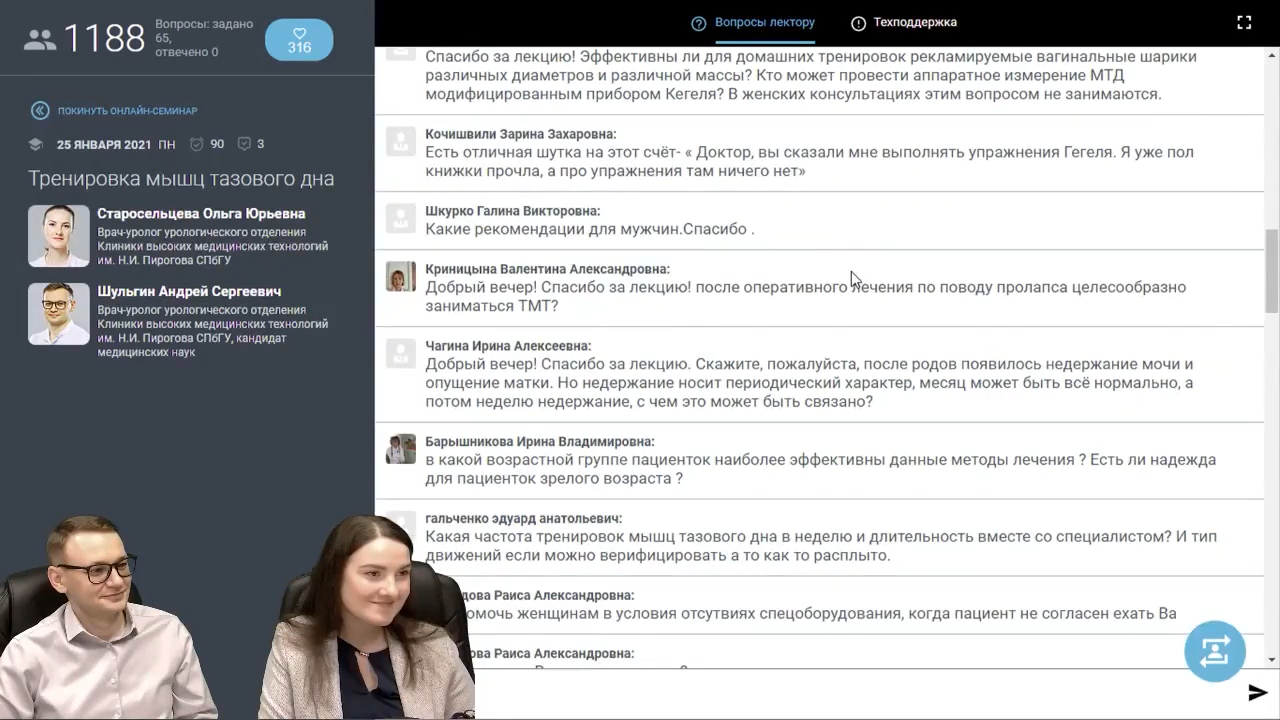 1188
Вопросы: задано
65,
отвечено 0
316
ПОКИНУТЬ ОНЛАЙН-СЕМИНАР
25 ЯНВАРЯ 2021 ПН 90 3
Тренировка мышц тазового дна
Старосельцева Ольга Юрьевна
Врач-уролог урологического отделения
Клиники высоких медицинских технологий
им. Н.И. Пирогова СПбГУ
Шульгин Андрей Сергеевич
Врач-уролог урологического отделения
Клиники высоких медицинских технологий
им. Н.И. Пирогова СПбГУ, кандидат
медицинских наук
Вопросы лектору
Техподдержка
Спасибо за лекцию! Эффективны ли для домашних тренировок рекламируемые вагинальные шарики
различных диаметров и различной массы? Кто может провести аппаратное измерение МТД
модифицированным прибором Кегеля? В женских консультациях этим вопросом не занимаются.
Кочишвили Зарина Захаровна:
Есть отличная шутка на этот счёт- « Доктор, вы сказали мне выполнять упражнения Гегеля. Я уже пол
книжки прочла, а про упражнения там ничего нет»
Шкурко Галина Викторовна:
Какие рекомендации для мужчин.Спасибо .
Криницына Валентина Александровна:
Добрый вечер! Спасибо за лекцию! после оперативного лечения по поводу пролапса целесообразно
заниматься ТМТ?
Чагина Ирина Алексеевна:
Добрый вечер! Спасибо за лекцию. Скажите, пожалуйста, после родов появилось недержание мочи и
опущение матки. Но недержание носит периодический характер, месяц может быть всё нормально, а
потом неделю недержание, с чем это может быть связано?
Барышникова Ирина Владимировна:
в какой возрастной группе пациенток наиболее эффективны данные методы лечения ? Есть ли надежда
для пациенток зрелого возраста ?
гальченко эдуард анатольевич:
Какая частота тренировок мышц тазового дна в неделю и длительность вместе со специалистом? И тип
движений если можно верифицировать а то как то расплыто.
дова Раиса Александровна:
омочь женщинам в условия отсутвиях спецоборудования, когда пациент не согласен ехать Ва
ова Раиса Александровна: